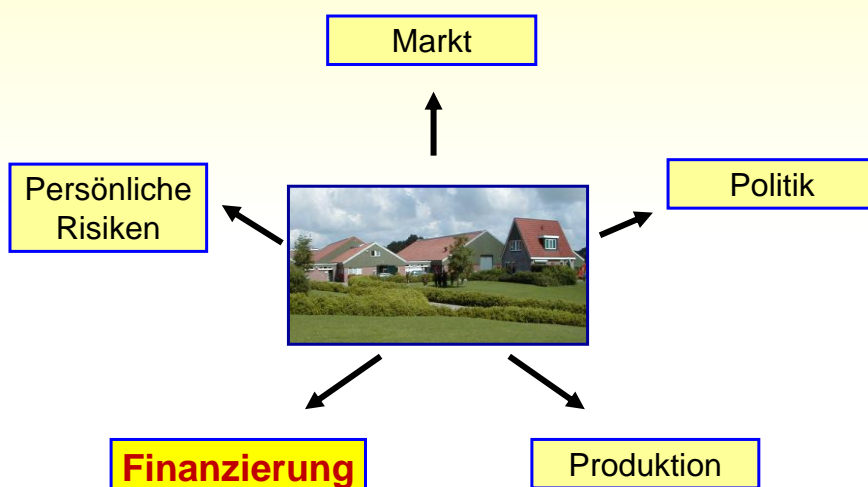 Markt
Persönliche
Risiken
Politik
Finanzierung
Produktion